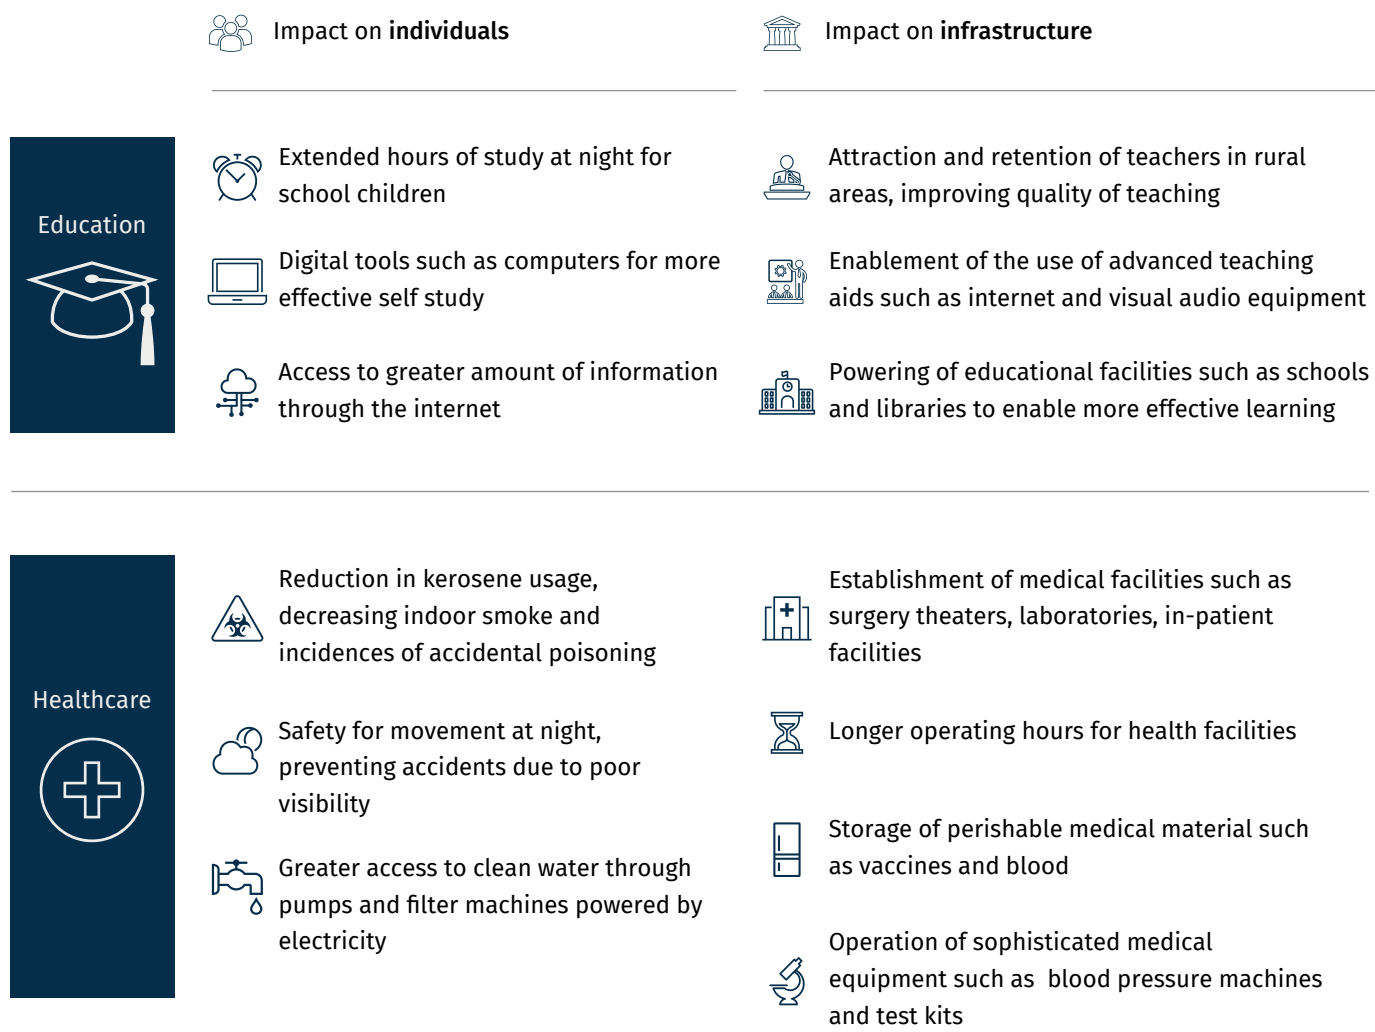 Impact on individuals
Impact on infrastructure
Education
Extended hours of study at night for
school children
Digital tools such as computers for more
effective self study
Access to greater amount of information
through the internet
Attraction and retention of teachers in rural
areas, improving quality of teaching
Enablement of the use of advanced teaching
aids such as internet and visual audio equipment
Powering of educational facilities such as schools
and libraries to enable more effective learning
Healthcare
Reduction in kerosene usage,
decreasing indoor smoke and
incidences of accidental poisoning
Safety for movement at night,
preventing accidents due to poor
visibility
Greater access to clean water through
pumps and filter machines powered by
electricity
Establishment of medical facilities such as
surgery theaters, laboratories, in-patient
facilities
Longer operating hours for health facilities
Storage of perishable medical material such
as vaccines and blood
Operation of sophisticated medical
equipment such as  blood pressure machines
and test kits